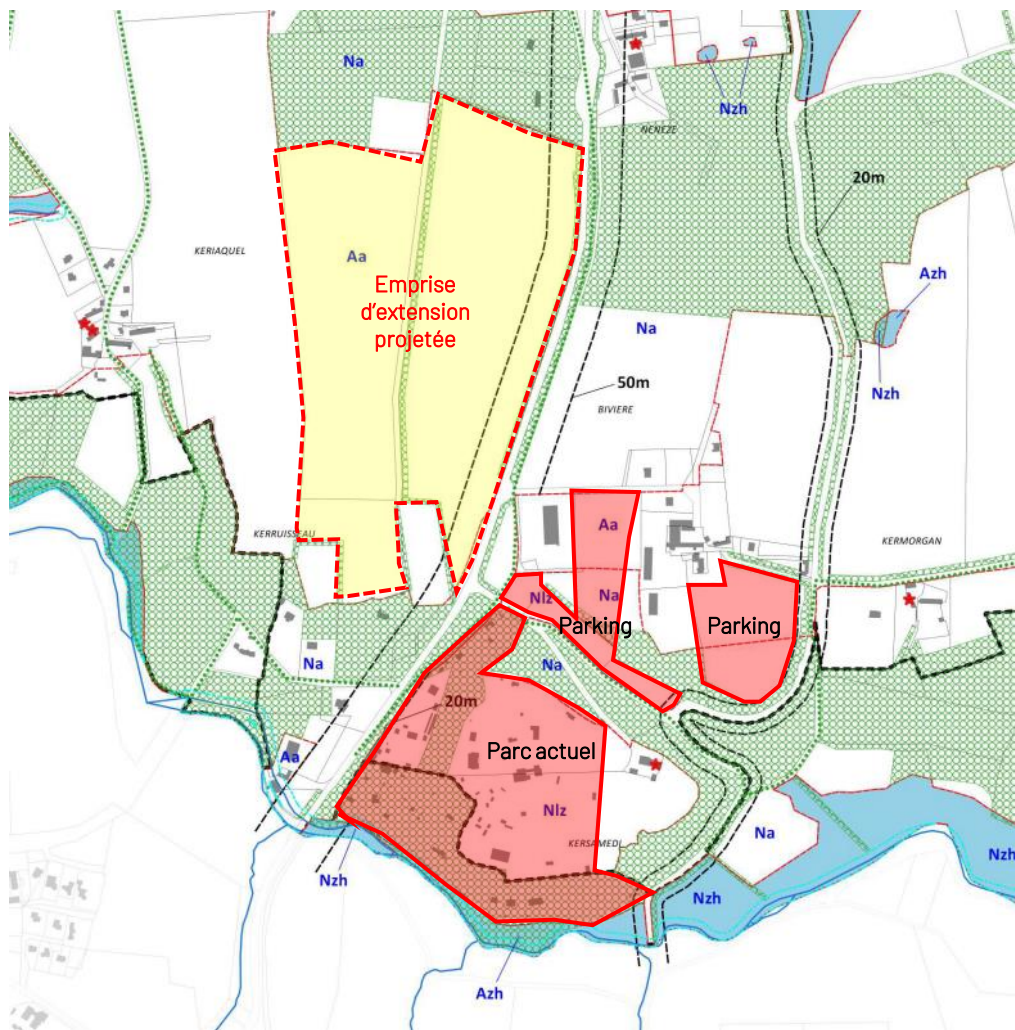 Na
Nzh
NENEZE
20m
KERIAQUEL
Aa
Emprise
d'extension
projetée
Azh
Na
50m
BIVIERE
Nzh
Aa
KERRUISSEAU
KERMORGAN
Nlz
Na
Parking
Parking
Na
Na
20m
Parc actuel
Aa
Nlz
Na
KERSAMEDI
Nzh
Nzh
Nzh
Azh